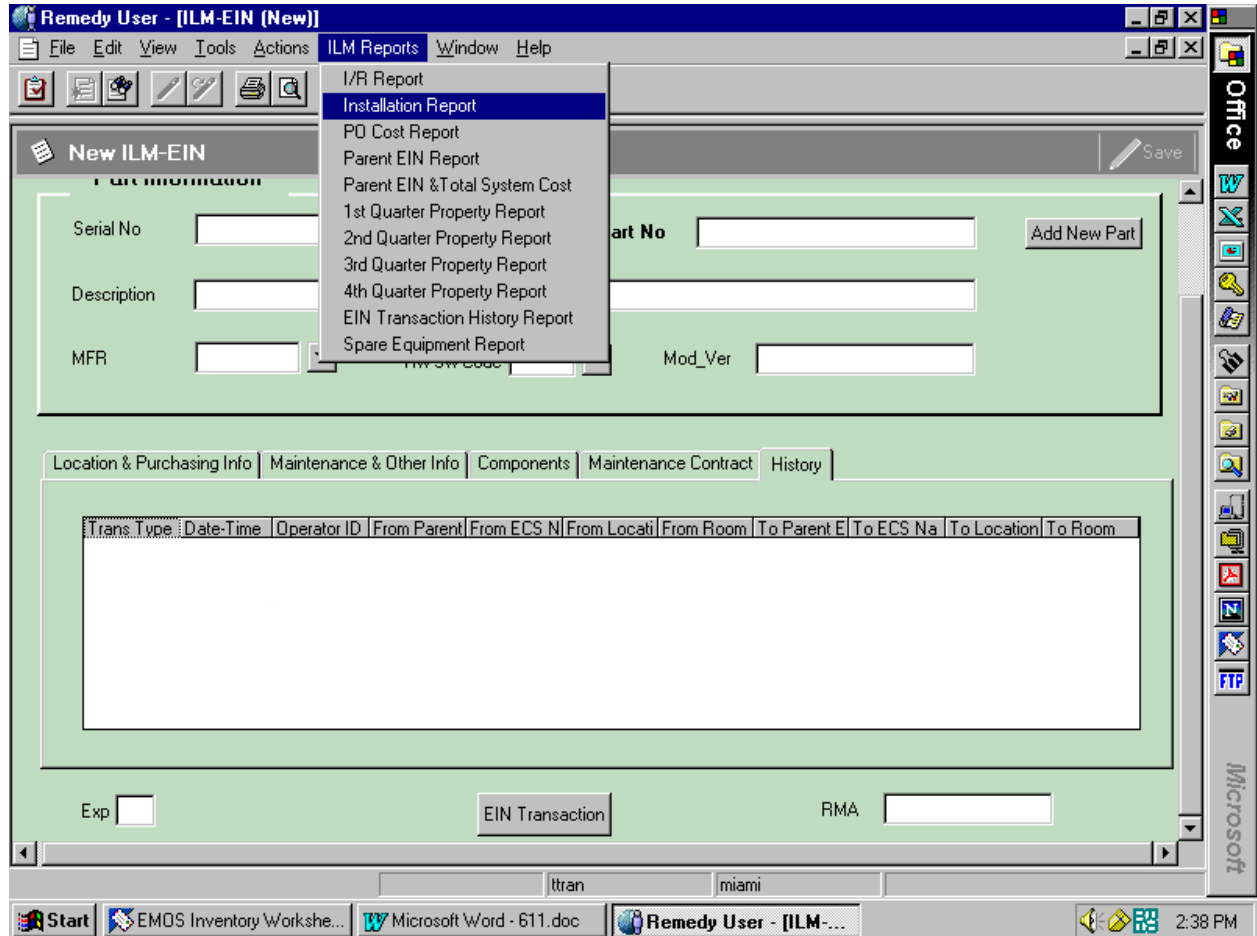 Remedy User - [ILM-EIN (New)]
File Edit View Tools Actions ILM Reports Window Help
I/R Report
Installation Report
PO Cost Report
Parent EIN Report
Parent EIN &Total System Cost
1st Quarter Property Report
2nd Quarter Property Report
3rd Quarter Property Report
4th Quarter Property Report
EIN Transaction History Report
Spare Equipment Report
New ILM-EIN
Save
Part Information
Serial No
art No
Add New Part
Description
MFR
Hw Sw Code
Mod_Ver
Location & Purchasing Info Maintenance & Other Info Components Maintenance Contract History
Trans Type Date-Time Operator ID From Parent From ECS N From Locati From Room To Parent E To ECS Na To Location To Room
Exp
EIN Transaction
RMA
ttran miami
Start EMOS Inventory Workshe... Microsoft Word - 611.doc Remedy User - [ILM-... 2:38 PM
Office
FTP
Microsoft